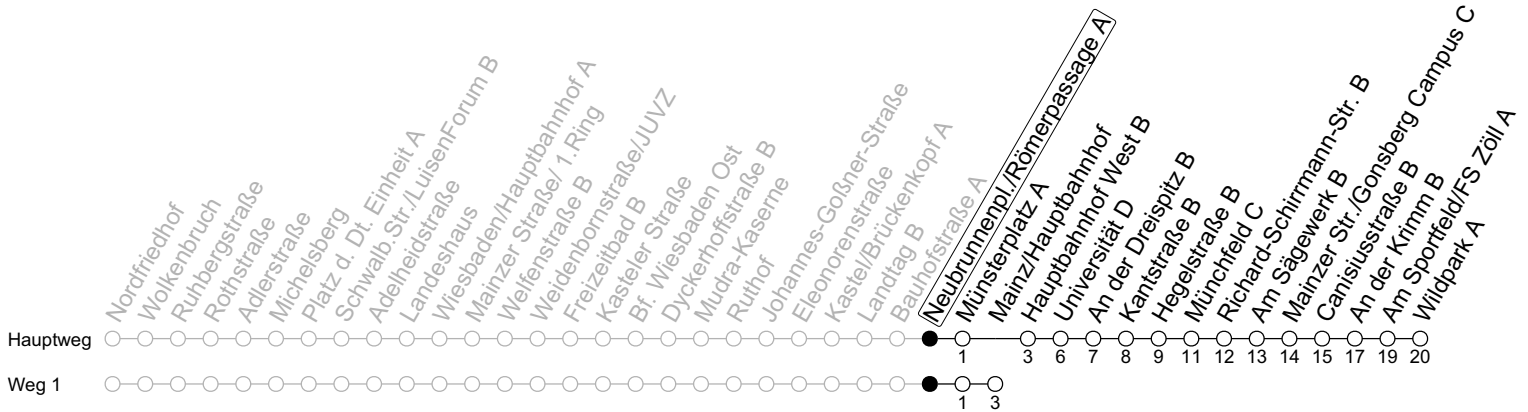 Nordfriedhof
Wolkenbruch
Ruhbergstraße
Rothstraße
Adlerstraße
Michelsberg
Platz d. Dt. Einheit A
Schwalb.Str./LuisenForum B
Adelheidstraße
Landeshaus
Wiesbaden/Hauptbahnhof A
Mainzer Straße/ 1.Ring
Welfenstraße B
Weidenbornstraße/JUVZ
Freizeitbad B
Kasteler Straße
Bf. Wiesbaden Ost
Dyckerhoffstraße B
Mudra-Kaserne
Ruthof
Johannes-Goßner-Straße
Eleonorenstraße
Kastel/Brückenkopf A
Landtag B
Bauhofstraße A
Neubrunnenpl./Römerpassage A
Münsterplatz A
Mainz/Hauptbahnhof
Hauptbahnhof West B
Universität D
An der Dreispitz B
Kantstraße B
Hegelstraße B
Münchfeld C
Richard-Schirrmann-Str. B
Am Sägewerk B
Mainzer Str./Gonsberg Campus C
Canisiusstraße B
An der Krimm B
Am Sportfeld/FS Zöll A
Wildpark A
Hauptweg
1 3 6 7 8 9 11 12 13 14 15 17 19 20
Weg 1
1 3